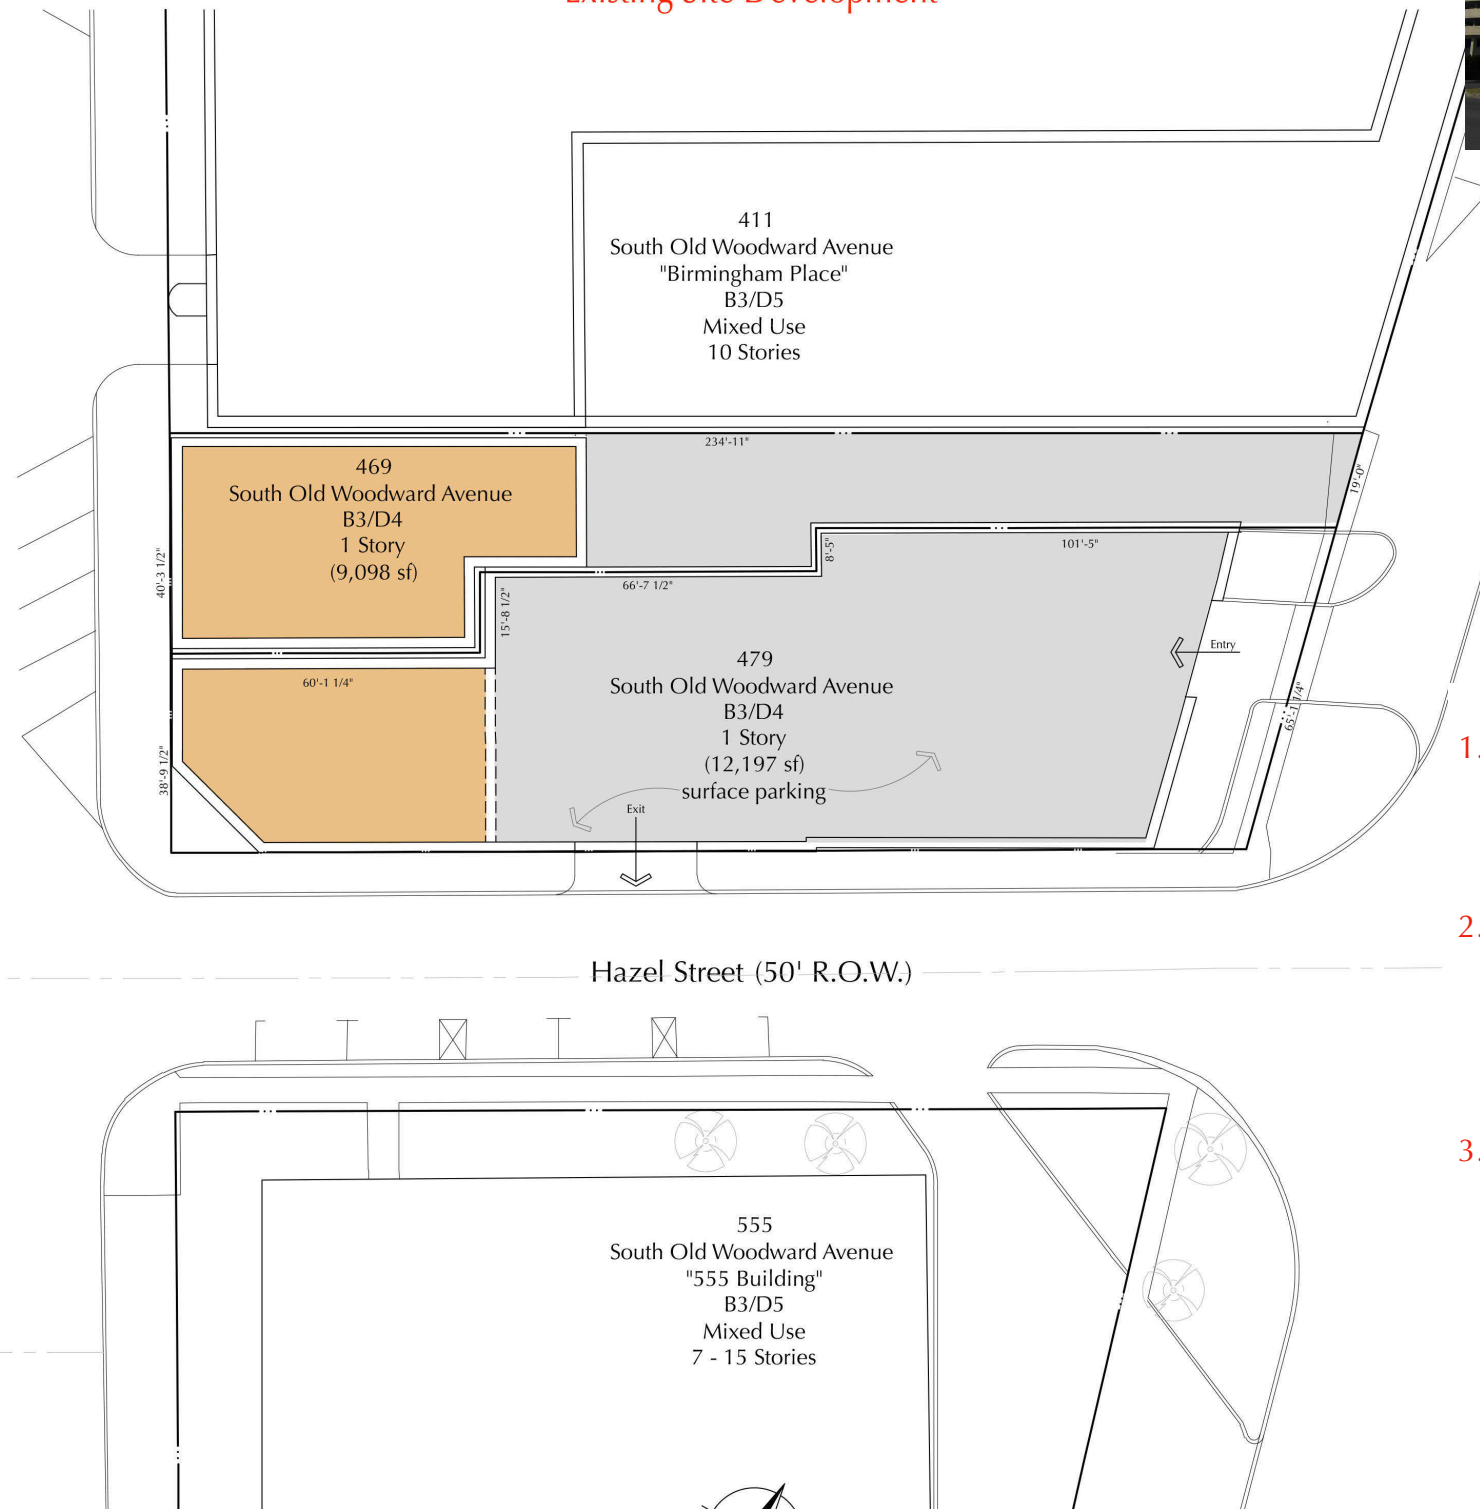 Existing Site Development
411
South Old Woodward Avenue
"Birmingham Place"
B3/D5
Mixed Use
10 Stories
234'-11"
469
South Old Woodward Avenue
B3/D4
1 Story
(9,098 sf)
19'-0"
40'-3 1/2"
8'-5"
101'-5"
66'-7 1/2"
15'-8 1/2"
Entry
60'-1 1/4"
479
South Old Woodward Avenue
B3/D4
1 Story
(12,197 sf)
surface parking
65'-1 1/4"
38'-9 1/2"
Exit
1.
2.
Hazel Street (50' R.O.W.)
3.
555
South Old Woodward Avenue
"555 Building"
B3/D5
Mixed Use
7 - 15 Stories